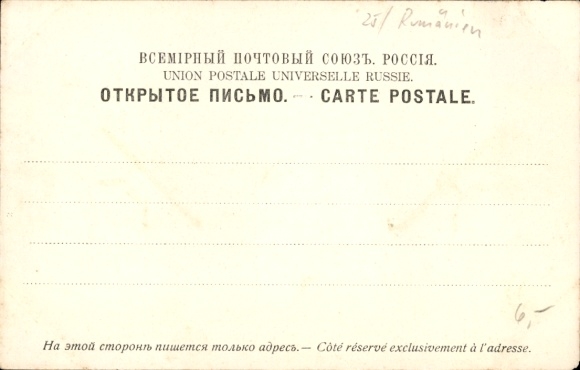 25/ Rumänien
ВСЕМІРНЫЙ ПОЧТОВЫЙ СОЮЗЪ. РОССІЯ.
UNION POSTALE UNIVERSELLE RUSSIE.
ОТКРЫТОЕ ПИСЬМО. — · CARTE POSTALE.
6,-
На этой сторонѣ пишется только адресъ.— Côté réservé exclusivement à l'adresse.